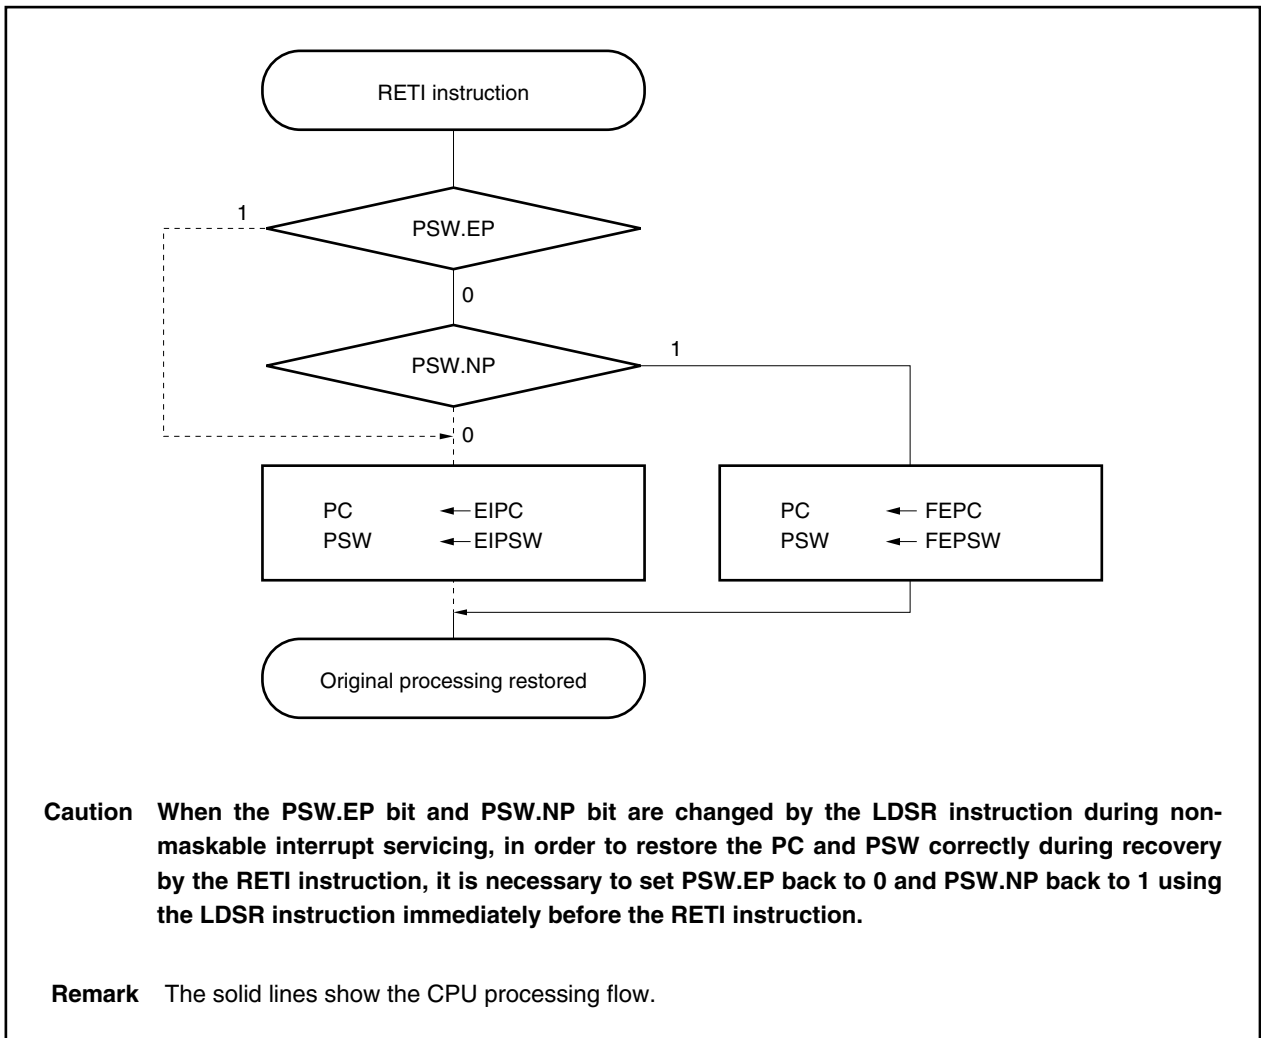 RETI instruction
1
PSW.EP
0
PSW.NP
1
0
PC ← EIPC
PSW ← EIPSW
PC ← FEPC
PSW ← FEPSW
Original processing restored
Caution When the PSW.EP bit and PSW.NP bit are changed by the LDSR instruction during non-
maskable interrupt servicing, in order to restore the PC and PSW correctly during recovery
by the RETI instruction, it is necessary to set PSW.EP back to 0 and PSW.NP back to 1 using
the LDSR instruction immediately before the RETI instruction.
Remark The solid lines show the CPU processing flow.